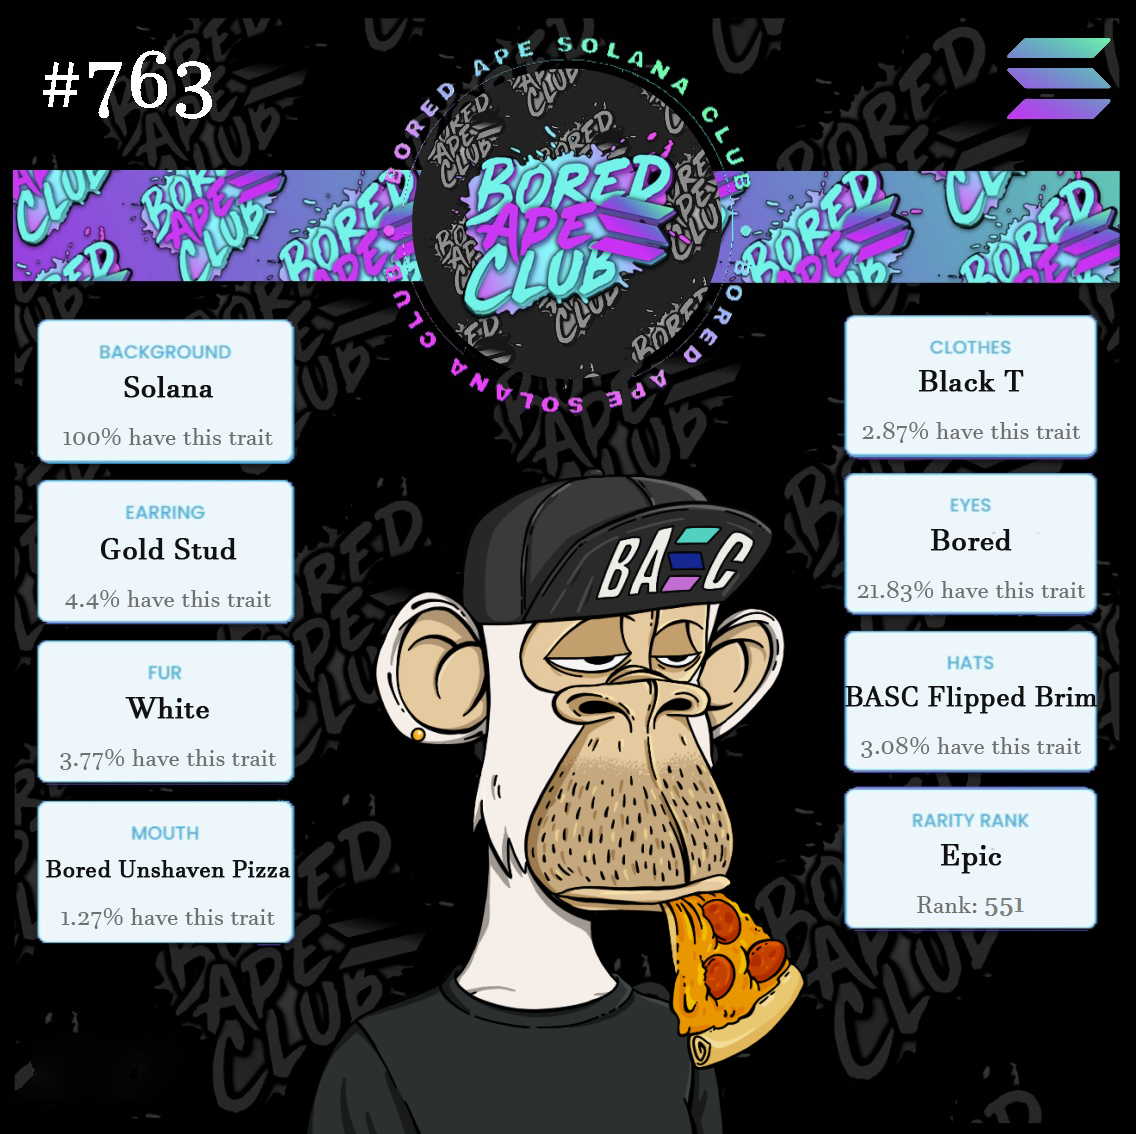 #763
BORED APE SOLANA CLUB
BORED APE SOLANA CLUB
BORED
APE
CLUB
BACKGROUND
Solana
100% have this trait
EARRING
Gold Stud
4.4% have this trait
FUR
White
3.77% have this trait
MOUTH
Bored Unshaven Pizza
1.27% have this trait
CLOTHES
Black T
2.87% have this trait
EYES
Bored
21.83% have this trait
HATS
BASC Flipped Brim
3.08% have this trait
RARITY RANK
Epic
Rank: 551
BASC